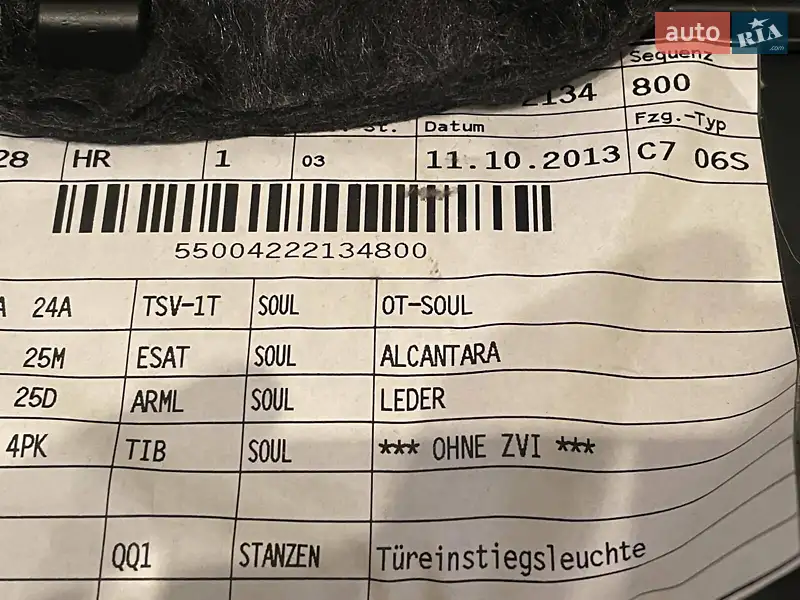 auto RIA .com
Sequenz
2134 800
St. Datum Fzg.-Typ
28 HR 1 03 11.10.2013 C7 06S
55004222134800
A 24A TSV-1T SOUL OT-SOUL
25M ESAT SOUL ALCANTARA
25D ARML SOUL LEDER
4PK TIB SOUL *** OHNE ZVI ***
QQ1 STANZEN Türeinstiegsleuchte